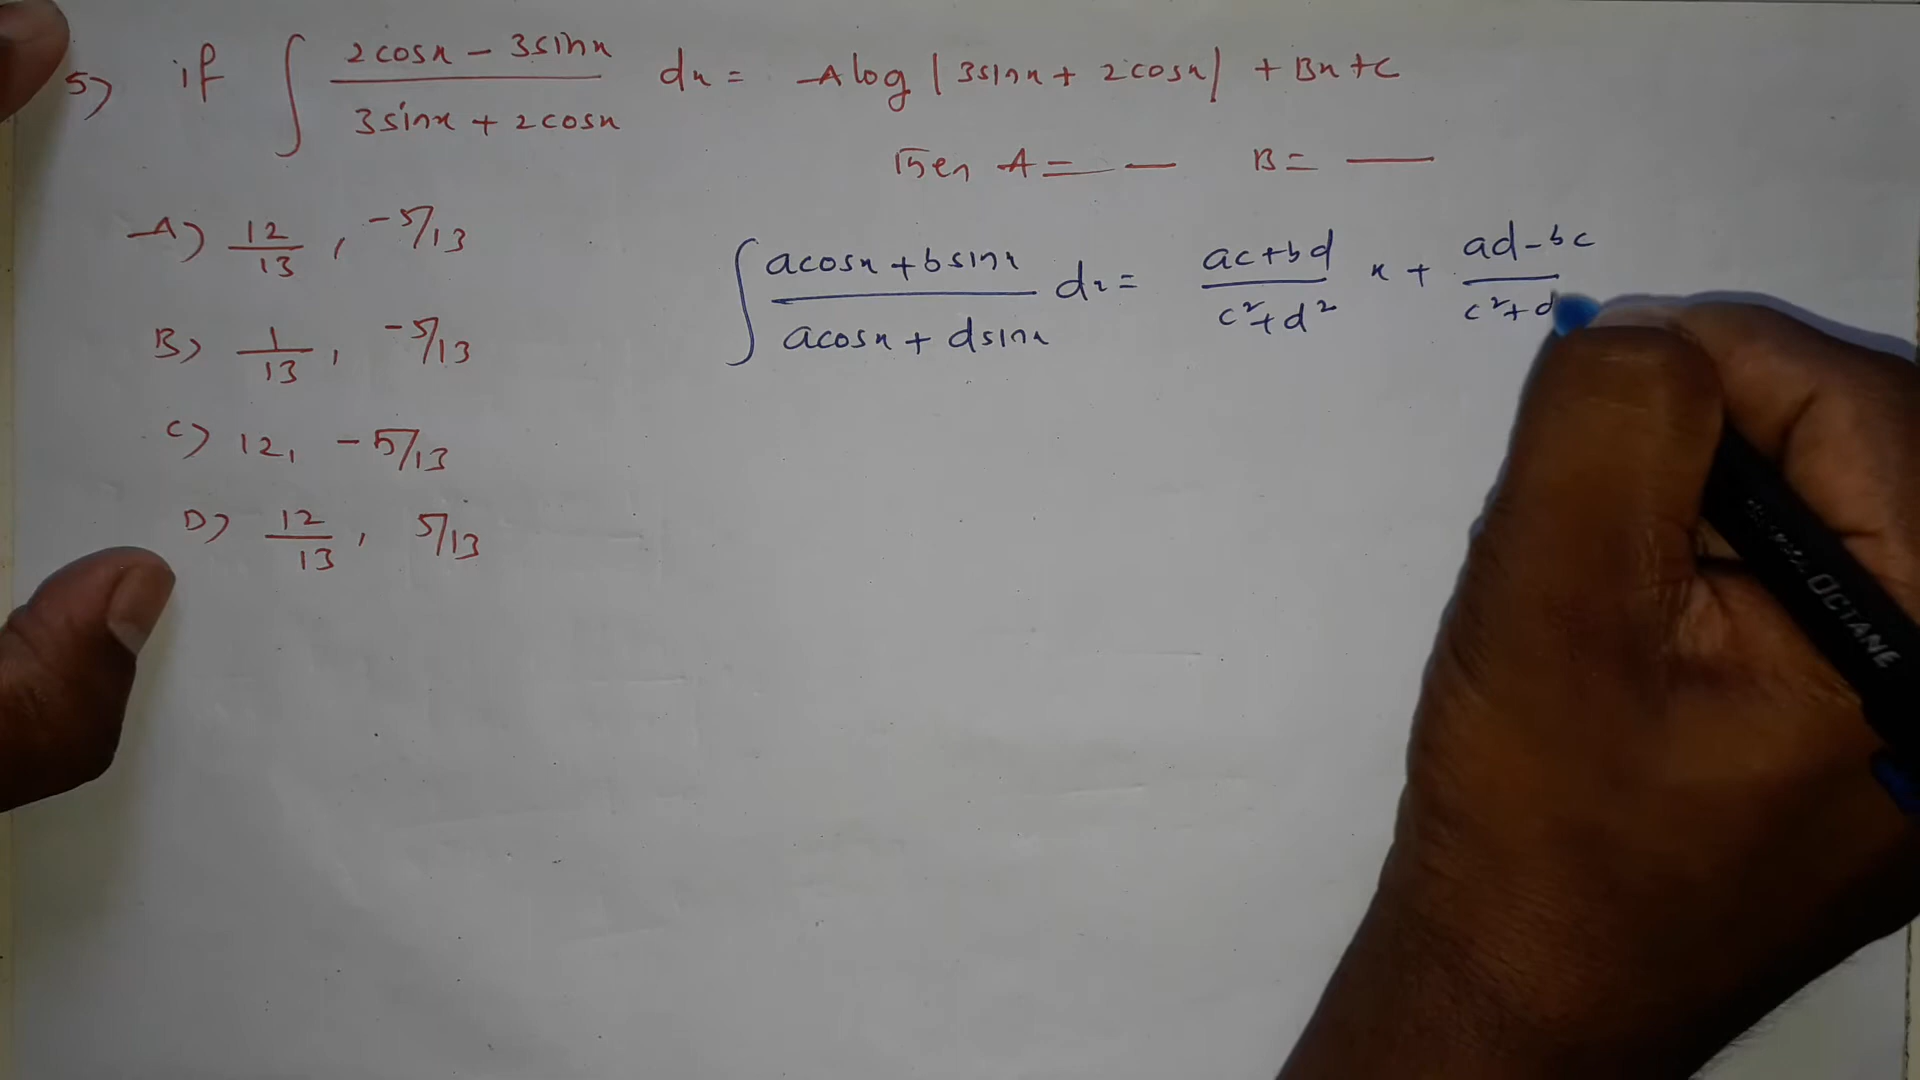 5) if ∫ (2cosx - 3sinx)/(3sinx + 2cosx) dx = A log |3sinx + 2cosx| + Bx + C
Then A = — B = —
A) 12/13, -5/13
∫ (acosx + bsinx)/(acosx + dsinx) dx = (ac+bd)/(c²+d²) x + (ad-bc)/(c²+d
B) 1/13, -5/13
C) 12, -5/13
D) 12/13, 5/13
OCTANE